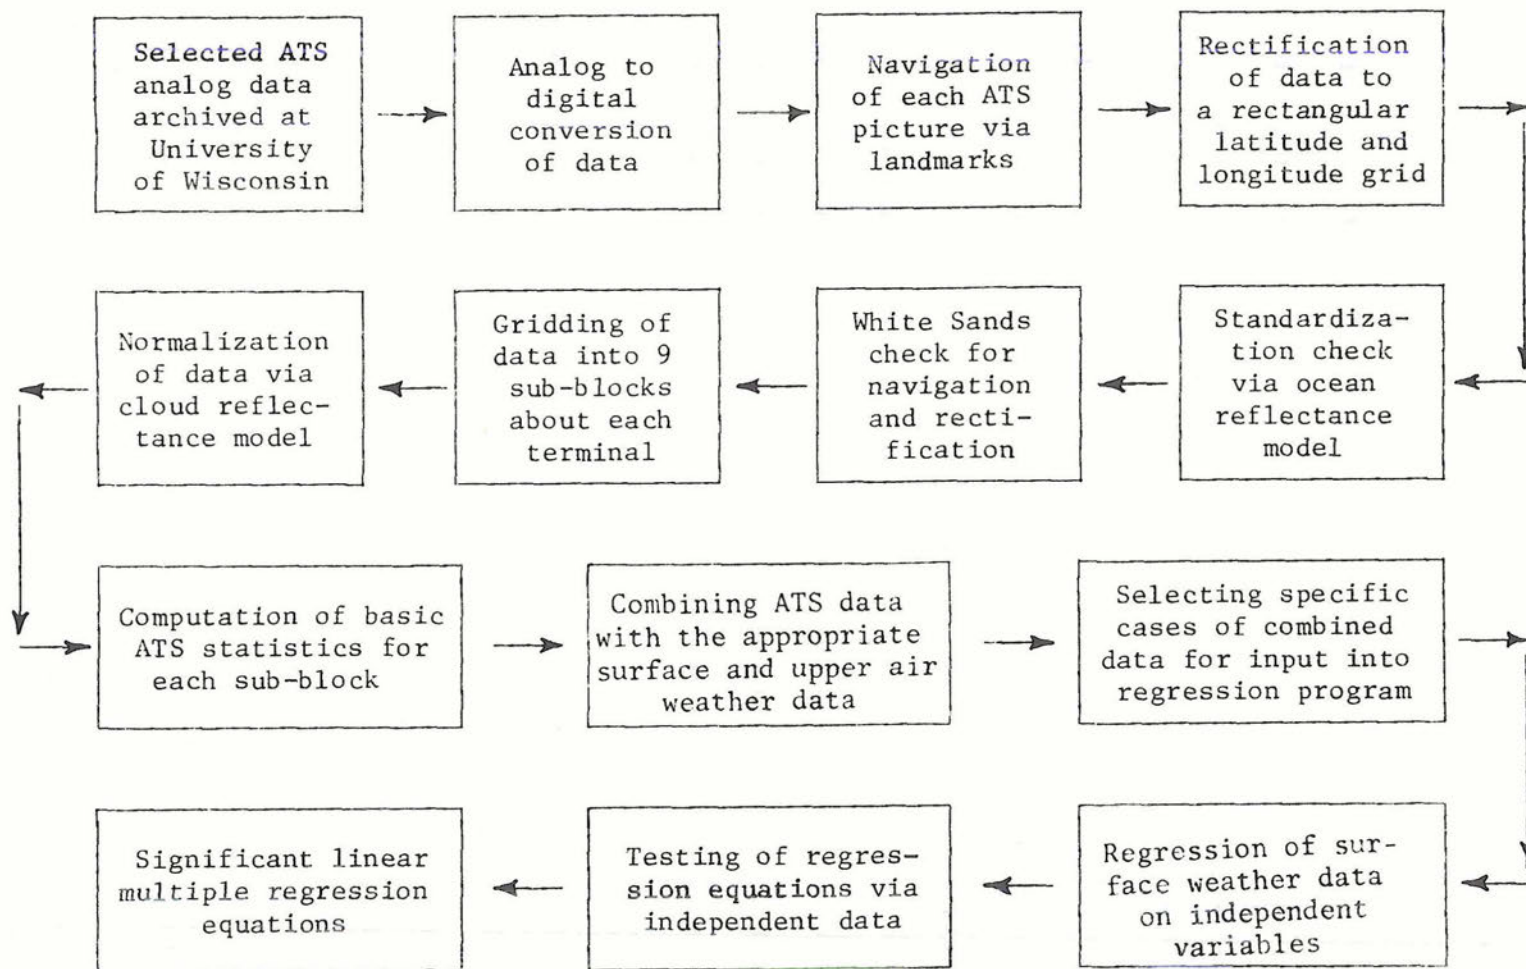 Selected ATS
analog data
archived at
University
of Wisconsin
Analog to
digital
conversion
of data
Navigation
of each ATS
picture via
landmarks
Rectification
of data to
a rectangular
latitude and
longitude grid
Standardiza-
tion check
via ocean
reflectance
model
White Sands
check for
navigation
and recti-
fication
Gridding of
data into 9
sub-blocks
about each
terminal
Normalization
of data via
cloud reflec-
tance model
Computation of basic
ATS statistics for
each sub-block
Combining ATS data
with the appropriate
surface and upper air
weather data
Selecting specific
cases of combined
data for input into
regression program
Regression of sur-
face weather data
on independent
variables
Testing of regres-
sion equations via
independent data
Significant linear
multiple regression
equations